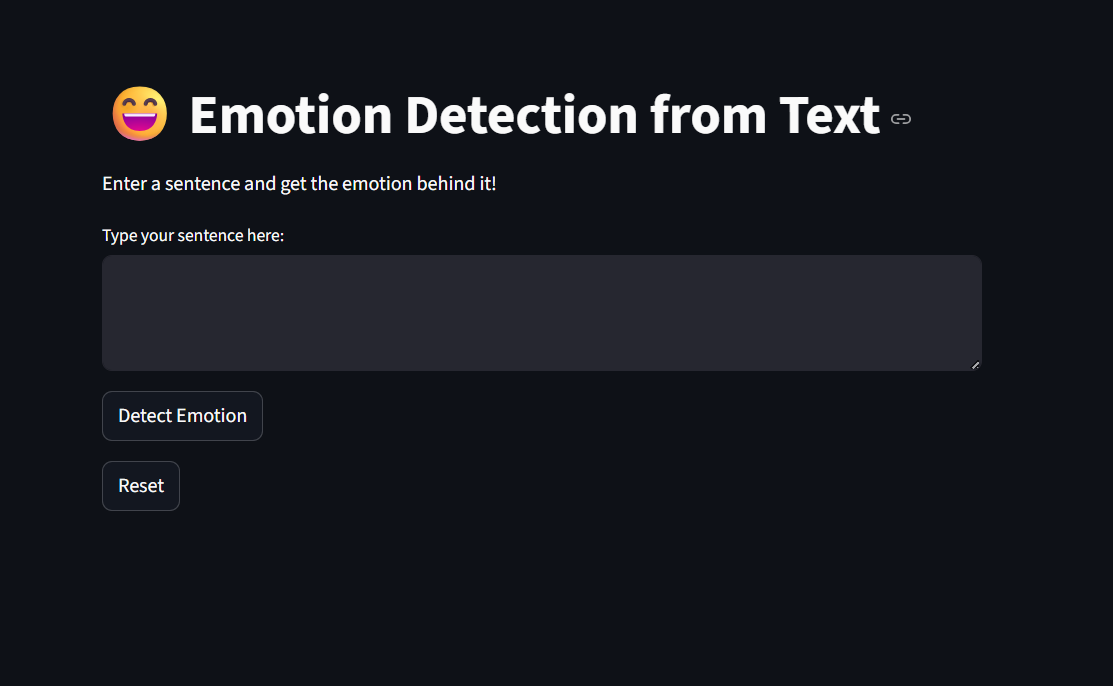 😄 Emotion Detection from Text
Enter a sentence and get the emotion behind it!
Type your sentence here:
Detect Emotion
Reset